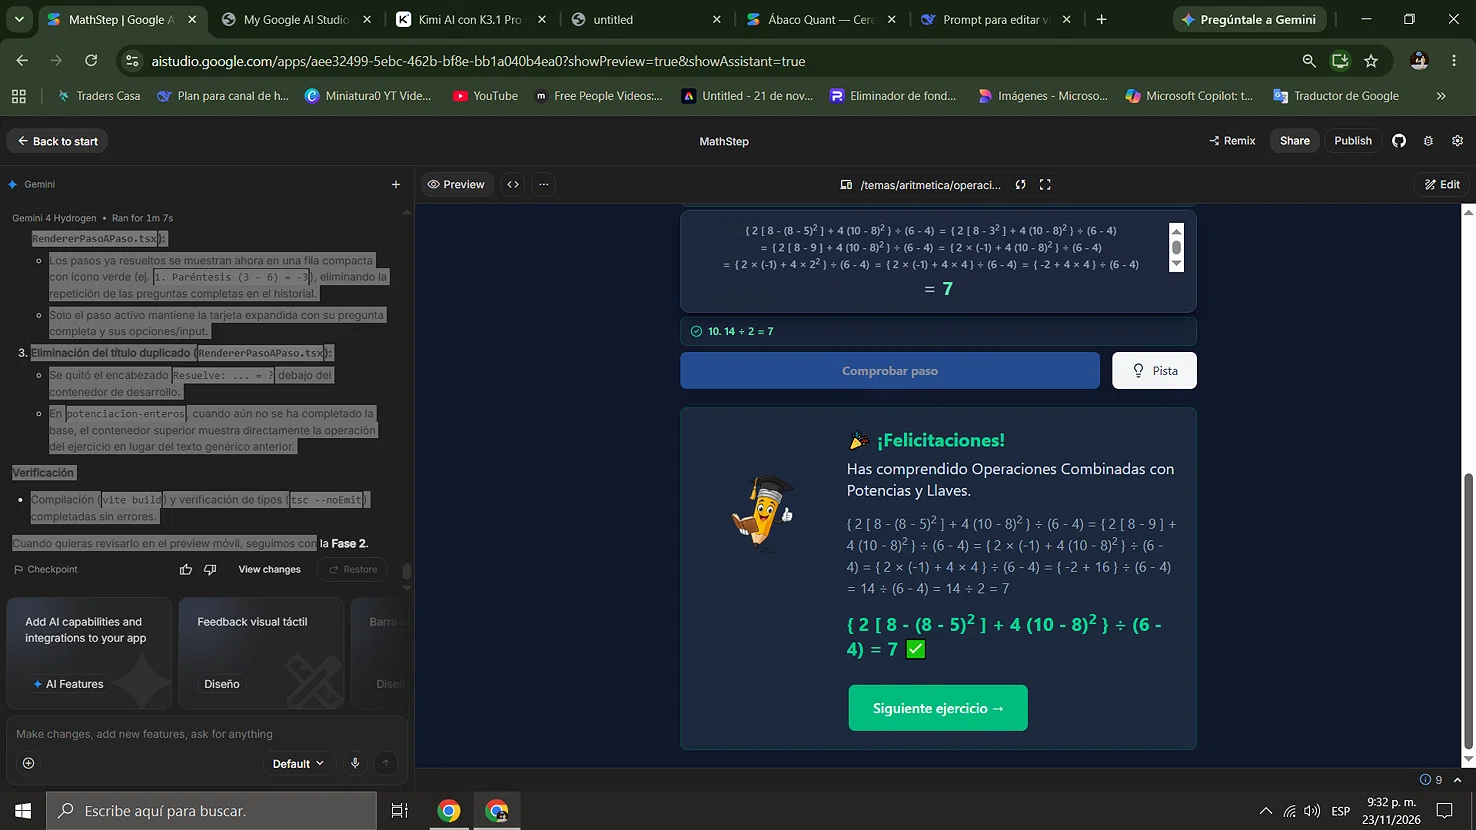 MathStep | Google A
My Google AI Studio
Kimi AI con K3.1 Pro
untitled
Ábaco Quant — Cere
Prompt para editar v
Pregúntale a Gemini
aistudio.google.com/apps/aee32499-5ebc-462b-bf8e-bb1a040b4ea0?showPreview=true&showAssistant=true
Traders Casa
Plan para canal de h...
Miniatura0 YT Vide...
YouTube
Free People Videos:...
Untitled - 21 de nov...
Eliminador de fond...
Imágenes - Microso...
Microsoft Copilot: t...
Traductor de Google
»
← Back to start
MathStep
Remix
Share
Publish
Gemini
Preview
/temas/aritmetica/operaci...
Edit
Gemini 4 Hydrogen • Ran for 1m 7s
RendererPasoAPaso.tsx):
Los pasos ya resueltos se muestran ahora en una fila compacta
con ícono verde (ej. 1. Paréntesis (3 - 6) = -3), eliminando la
repetición de las preguntas completas en el historial.
Solo el paso activo mantiene la tarjeta expandida con su pregunta
completa y sus opciones/input.
3. Eliminación del título duplicado (RendererPasoAPaso.tsx):
Se quitó el encabezado Resuelve: ... = ? debajo del
contenedor de desarrollo.
En potenciacion-enteros, cuando aún no se ha completado la
base, el contenedor superior muestra directamente la operación
del ejercicio en lugar del texto genérico anterior.
Verificación
Compilación (vite build) y verificación de tipos (tsc --noEmit)
completadas sin errores.
Cuando quieras revisarlo en el preview móvil, seguimos con la Fase 2.
Checkpoint
View changes
Restore
Add AI capabilities and
integrations to your app
AI Features
Feedback visual táctil
Diseño
Barra
Diseñ
Make changes, add new features, ask for anything
Default
{ 2 [ 8 - (8 - 5)² ] + 4 (10 - 8)² } ÷ (6 - 4) = { 2 [ 8 - 3² ] + 4 (10 - 8)² } ÷ (6 - 4)
= { 2 [ 8 - 9 ] + 4 (10 - 8)² } ÷ (6 - 4) = { 2 × (-1) + 4 (10 - 8)² } ÷ (6 - 4)
= { 2 × (-1) + 4 × 2² } ÷ (6 - 4) = { 2 × (-1) + 4 × 4 } ÷ (6 - 4) = { -2 + 4 × 4 } ÷ (6 - 4)
= 7
10. 14 ÷ 2 = 7
Comprobar paso
Pista
¡Felicitaciones!
Has comprendido Operaciones Combinadas con
Potencias y Llaves.
{ 2 [ 8 - (8 - 5)² ] + 4 (10 - 8)² } ÷ (6 - 4) = { 2 [ 8 - 9 ] +
4 (10 - 8)² } ÷ (6 - 4) = { 2 × (-1) + 4 (10 - 8)² } ÷ (6 -
4) = { 2 × (-1) + 4 × 4 } ÷ (6 - 4) = { -2 + 16 } ÷ (6 - 4)
= 14 ÷ (6 - 4) = 14 ÷ 2 = 7
{ 2 [ 8 - (8 - 5)² ] + 4 (10 - 8)² } ÷ (6 -
4) = 7
Siguiente ejercicio →
9
Escribe aquí para buscar.
ESP
9:32 p. m.
23/11/2026